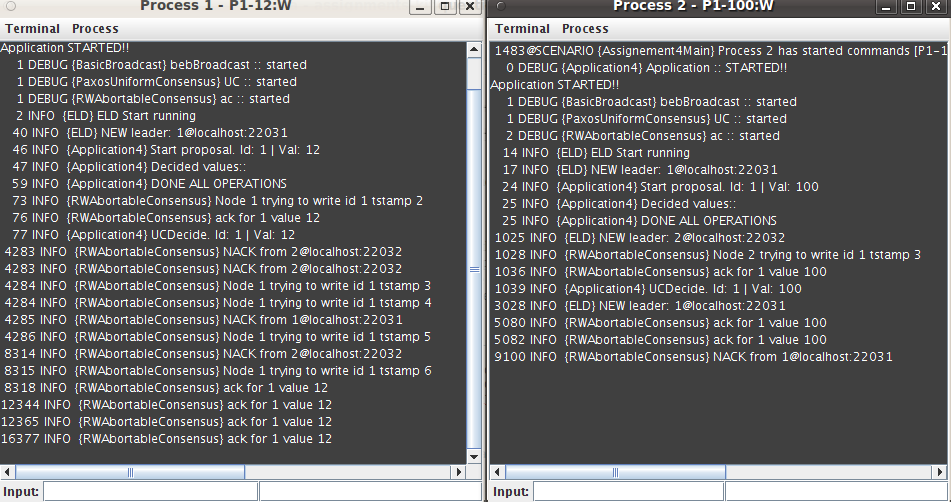 Process 1 - P1-12:W
Terminal Process
Application STARTED!!
1 DEBUG {BasicBroadcast} bebBroadcast :: started
1 DEBUG {PaxosUniformConsensus} UC :: started
1 DEBUG {RWAbortableConsensus} ac :: started
2 INFO {ELD} ELD Start running
40 INFO {ELD} NEW leader: 1@localhost:22031
46 INFO {Application4} Start proposal. Id: 1 | Val: 12
47 INFO {Application4} Decided values::
59 INFO {Application4} DONE ALL OPERATIONS
73 INFO {RWAbortableConsensus} Node 1 trying to write id 1 tstamp 2
76 INFO {RWAbortableConsensus} ack for 1 value 12
77 INFO {Application4} UCDecide. Id: 1 | Val: 12
4283 INFO {RWAbortableConsensus} NACK from 2@localhost:22032
4283 INFO {RWAbortableConsensus} NACK from 2@localhost:22032
4284 INFO {RWAbortableConsensus} Node 1 trying to write id 1 tstamp 3
4284 INFO {RWAbortableConsensus} Node 1 trying to write id 1 tstamp 4
4285 INFO {RWAbortableConsensus} NACK from 1@localhost:22031
4286 INFO {RWAbortableConsensus} Node 1 trying to write id 1 tstamp 5
8314 INFO {RWAbortableConsensus} NACK from 2@localhost:22032
8315 INFO {RWAbortableConsensus} Node 1 trying to write id 1 tstamp 6
8318 INFO {RWAbortableConsensus} ack for 1 value 12
12344 INFO {RWAbortableConsensus} ack for 1 value 12
12365 INFO {RWAbortableConsensus} ack for 1 value 12
16377 INFO {RWAbortableConsensus} ack for 1 value 12
Input:
Process 2 - P1-100:W
Terminal Process
1483@SCENARIO {Assignement4Main} Process 2 has started commands [P1-1
0 DEBUG {Application4} Application :: STARTED!!
Application STARTED!!
1 DEBUG {BasicBroadcast} bebBroadcast :: started
1 DEBUG {PaxosUniformConsensus} UC :: started
2 DEBUG {RWAbortableConsensus} ac :: started
14 INFO {ELD} ELD Start running
17 INFO {ELD} NEW leader: 1@localhost:22031
24 INFO {Application4} Start proposal. Id: 1 | Val: 100
25 INFO {Application4} Decided values::
25 INFO {Application4} DONE ALL OPERATIONS
1025 INFO {ELD} NEW leader: 2@localhost:22032
1028 INFO {RWAbortableConsensus} Node 2 trying to write id 1 tstamp 3
1036 INFO {RWAbortableConsensus} ack for 1 value 100
1039 INFO {Application4} UCDecide. Id: 1 | Val: 100
3028 INFO {ELD} NEW leader: 1@localhost:22031
5080 INFO {RWAbortableConsensus} ack for 1 value 100
5082 INFO {RWAbortableConsensus} ack for 1 value 100
9100 INFO {RWAbortableConsensus} NACK from 1@localhost:22031
Input: